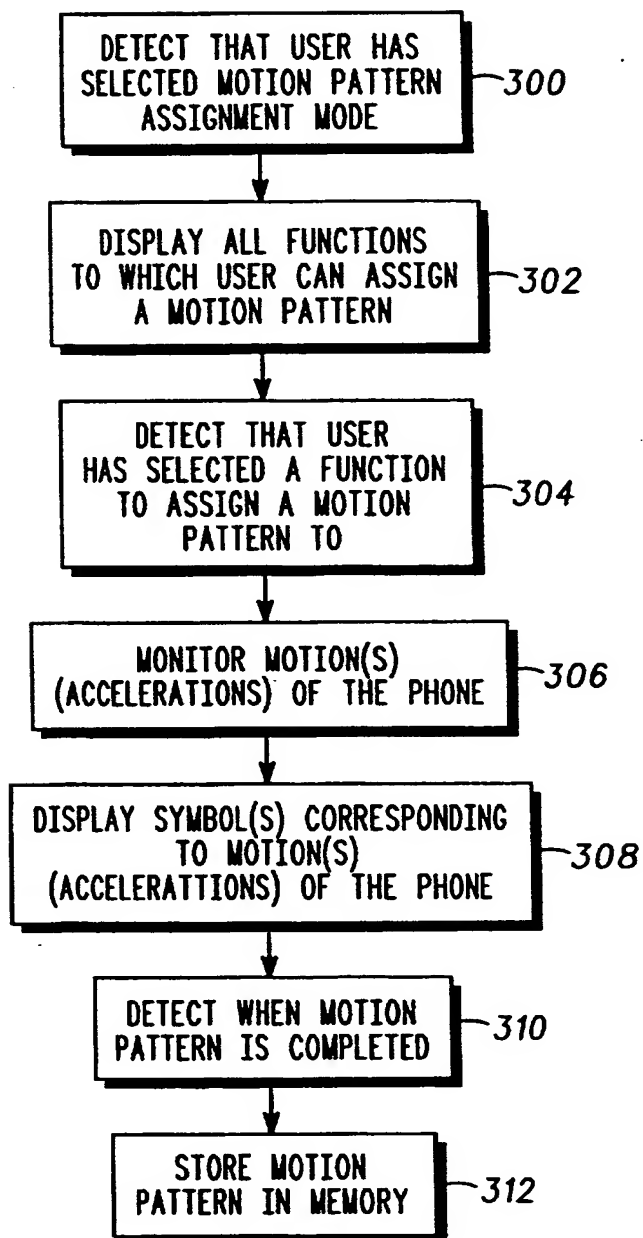 DETECT THAT USER HAS
SELECTED MOTION PATTERN
ASSIGNMENT MODE
300
DISPLAY ALL FUNCTIONS
TO WHICH USER CAN ASSIGN
A MOTION PATTERN
302
DETECT THAT USER
HAS SELECTED A FUNCTION
TO ASSIGN A MOTION
PATTERN TO
304
MONITOR MOTION(S)
(ACCELERATIONS) OF THE PHONE
306
DISPLAY SYMBOL(S) CORRESPONDING
TO MOTION(S)
(ACCELERATTIONS) OF THE PHONE
308
DETECT WHEN MOTION
PATTERN IS COMPLETED
310
STORE MOTION
PATTERN IN MEMORY
312